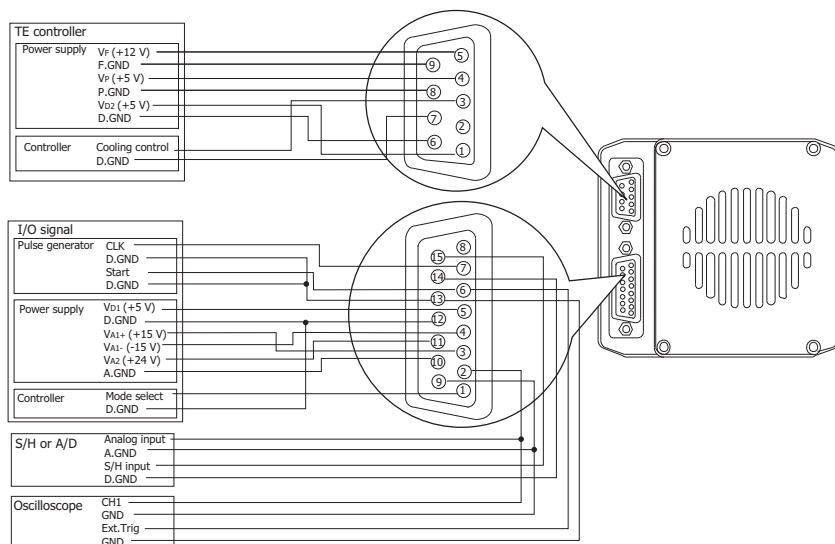 TE controller
Power supply
VF (+12 V)
F.GND
VP (+5 V)
P.GND
VD2 (+5 V)
D.GND
Controller
Cooling control
D.GND
5
9
4
8
3
7
2
6
1
I/O signal
Pulse generator
CLK
D.GND
Start
D.GND
Power supply
VD1 (+5 V)
D.GND
VA1+ (+15 V)
VA1- (-15 V)
VA2 (+24 V)
A.GND
Controller
Mode select
D.GND
8
15
7
14
6
13
5
12
4
11
3
10
2
9
1
S/H or A/D
Analog input
A.GND
S/H input
D.GND
Oscilloscope
CH1
GND
Ext.Trig
GND